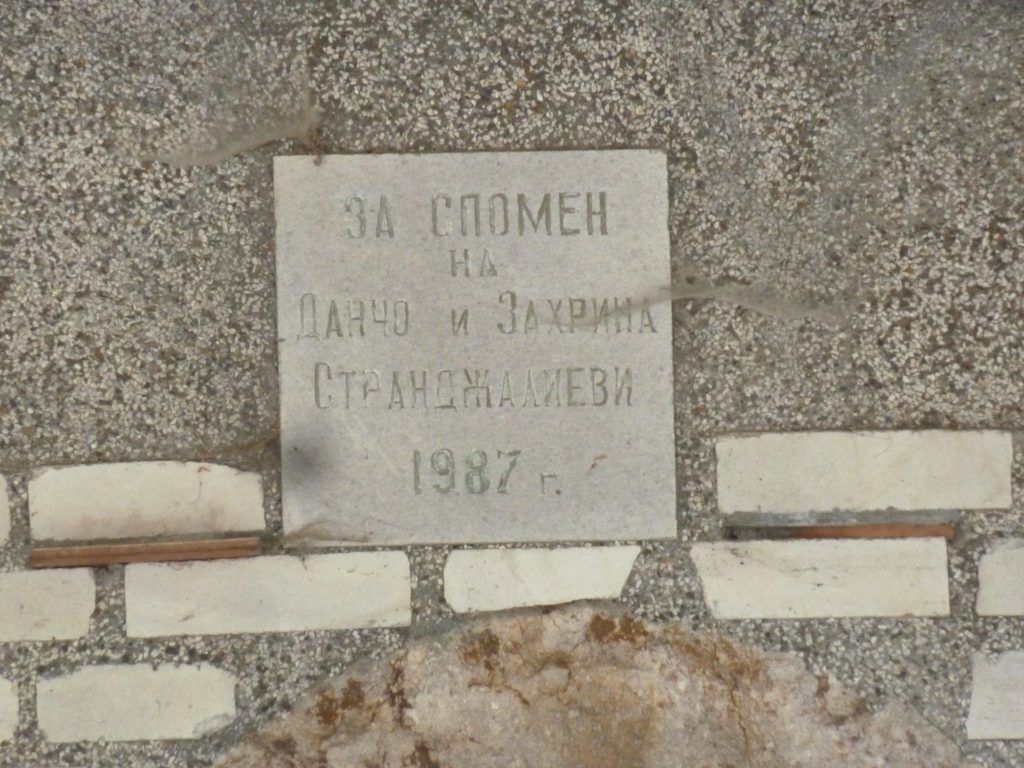 ЗА СПОМЕН
НА
ДАНЧО И ЗАХРИНА
СТРАНДЖАЛИЕВИ
1987 г.